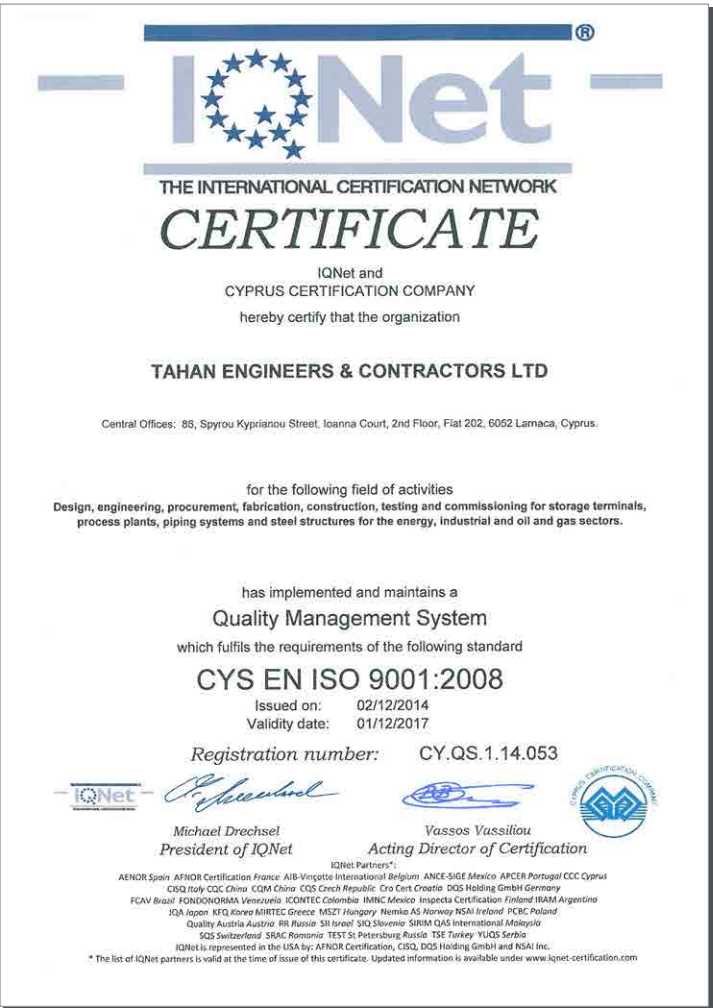 IQNet ®
THE INTERNATIONAL CERTIFICATION NETWORK
CERTIFICATE
IQNet and
CYPRUS CERTIFICATION COMPANY
hereby certify that the organization
TAHAN ENGINEERS & CONTRACTORS LTD
Central Offices: 86, Spyrou Kyprianou Street, Ioanna Court, 2nd Floor, Flat 202, 6052 Larnaca, Cyprus.
for the following field of activities
Design, engineering, procurement, fabrication, construction, testing and commissioning for storage terminals,
process plants, piping systems and steel structures for the energy, industrial and oil and gas sectors.
has implemented and maintains a
Quality Management System
which fulfils the requirements of the following standard
CYS EN ISO 9001:2008
Issued on: 02/12/2014
Validity date: 01/12/2017
Registration number: CY.QS.1.14.053
IQNet
CYPRUS CERTIFICATION COMPANY
Michael Drechsel
Vassos Vassiliou
President of IQNet
Acting Director of Certification
IQNet Partners*:
AENOR Spain AFNOR Certification France AIB-Vinçotte International Belgium ANCE-SIGE Mexico APCER Portugal CCC Cyprus
CISQ Italy CQC China CQM China CQS Czech Republic Cro Cert Croatia DQS Holding GmbH Germany
FCAV Brazil FONDONORMA Venezuela ICONTEC Colombia IMNC Mexico Inspecta Certification Finland IRAM Argentina
JQA Japan KFQ Korea MIRTEC Greece MSZT Hungary Nemko AS Norway NSAI Ireland PCBC Poland
Quality Austria Austria RR Russia SII Israel SIQ Slovenia SIRIM QAS International Malaysia
SQS Switzerland SRAC Romania TEST St Petersburg Russia TSE Turkey YUQS Serbia
IQNet is represented in the USA by: AFNOR Certification, CISQ, DQS Holding GmbH and NSAI Inc.
* The list of IQNet partners is valid at the time of issue of this certificate. Updated information is available under www.iqnet-certification.com